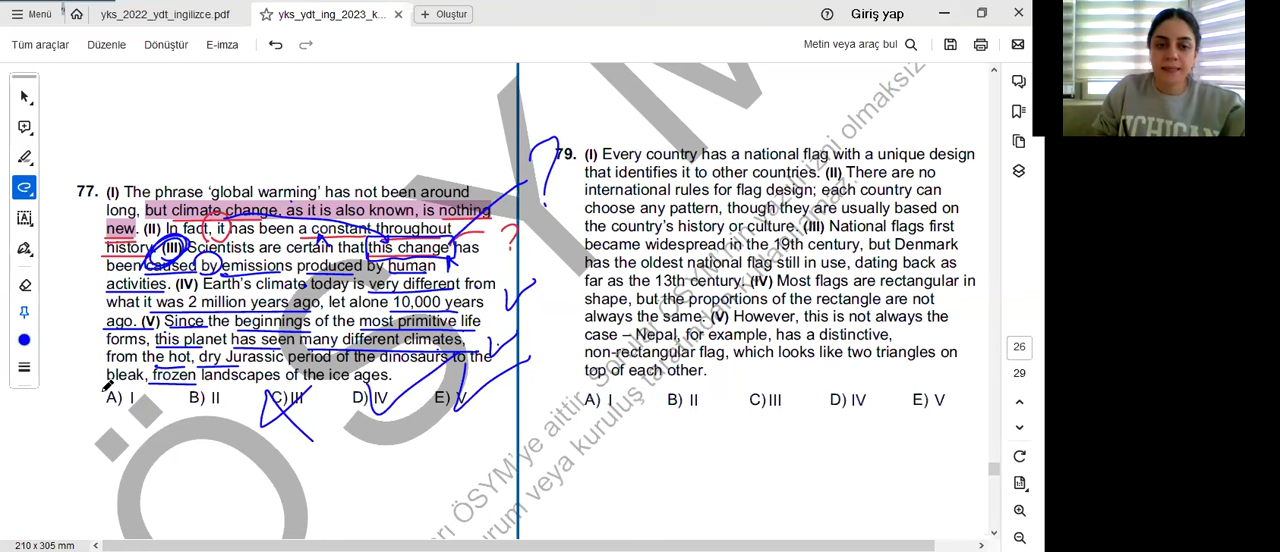 Menü
yks_2022_ydt_ingilizce.pdf
yks_ydt_ing_2023_k...
Oluştur
Giriş yap
Tüm araçlar
Düzenle
Dönüştür
E-imza
Metin veya araç bul
77. (I) The phrase ‘global warming’ has not been around
long, but climate change, as it is also known, is nothing
new. (II) In fact, it has been a constant throughout
history. (III) Scientists are certain that this change has
been caused by emissions produced by human
activities. (IV) Earth's climate today is very different from
what it was 2 million years ago, let alone 10,000 years
ago. (V) Since the beginnings of the most primitive life
forms, this planet has seen many different climates,
from the hot, dry Jurassic period of the dinosaurs to the
bleak, frozen landscapes of the ice ages.
A) I B) II C) III D) IV E) V
?
?
79. (I) Every country has a national flag with a unique design
that identifies it to other countries. (II) There are no
international rules for flag design; each country can
choose any pattern, though they are usually based on
the country's history or culture. (III) National flags first
became widespread in the 19th century, but Denmark
has the oldest national flag still in use, dating back as
far as the 13th century. (IV) Most flags are rectangular in
shape, but the proportions of the rectangle are not
always the same. (V) However, this is not always the
case – Nepal, for example, has a distinctive,
non-rectangular flag, which looks like two triangles on
top of each other.
A) I B) II C) III D) IV E) V
ÖSYM
ÖSYM'ye aittir.
izni olmaksız
urum veya kuruluş
26
29
210 x 305 mm